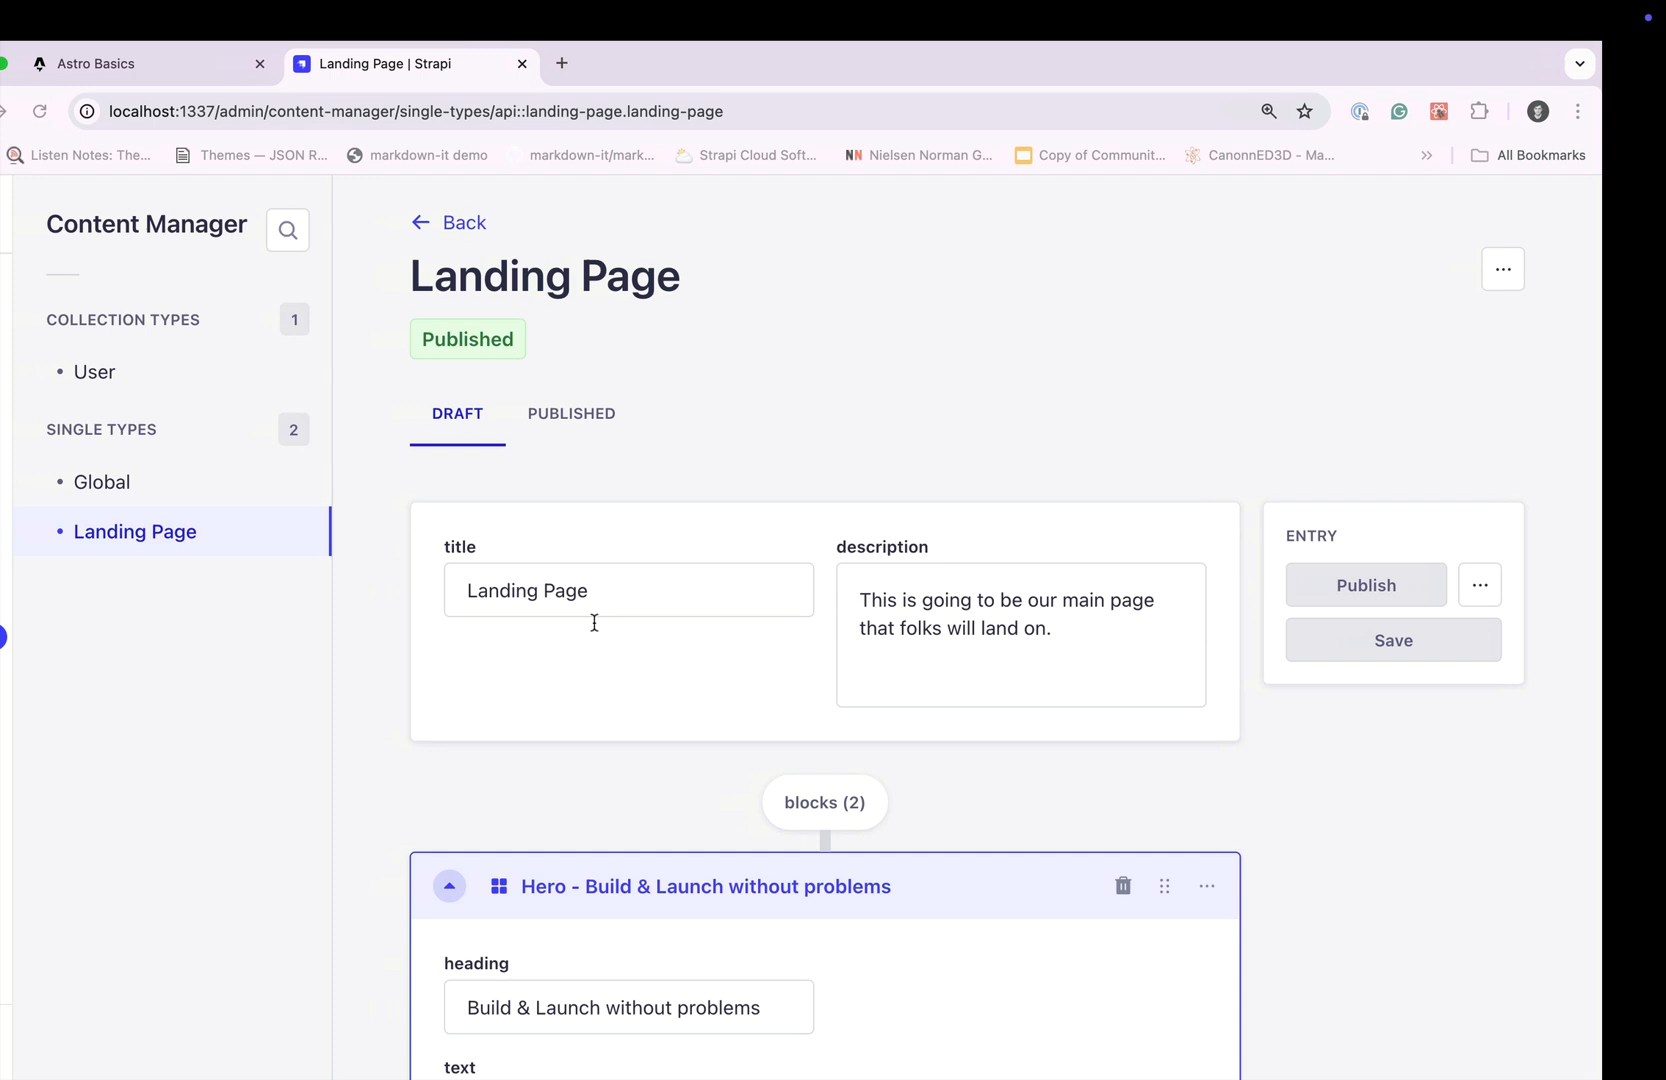 Astro Basics
Landing Page | Strapi
localhost:1337/admin/content-manager/single-types/api::landing-page.landing-page
Listen Notes: The...
Themes — JSON R...
markdown-it demo
markdown-it/mark...
Strapi Cloud Soft...
NN Nielsen Norman G...
Copy of Communit...
CanonnED3D - Ma...
All Bookmarks
Content Manager
COLLECTION TYPES 1
User
SINGLE TYPES 2
Global
Landing Page
Back
Landing Page
Published
DRAFT PUBLISHED
title
Landing Page
description
This is going to be our main page
that folks will land on.
ENTRY
Publish
Save
blocks (2)
Hero - Build & Launch without problems
heading
Build & Launch without problems
text